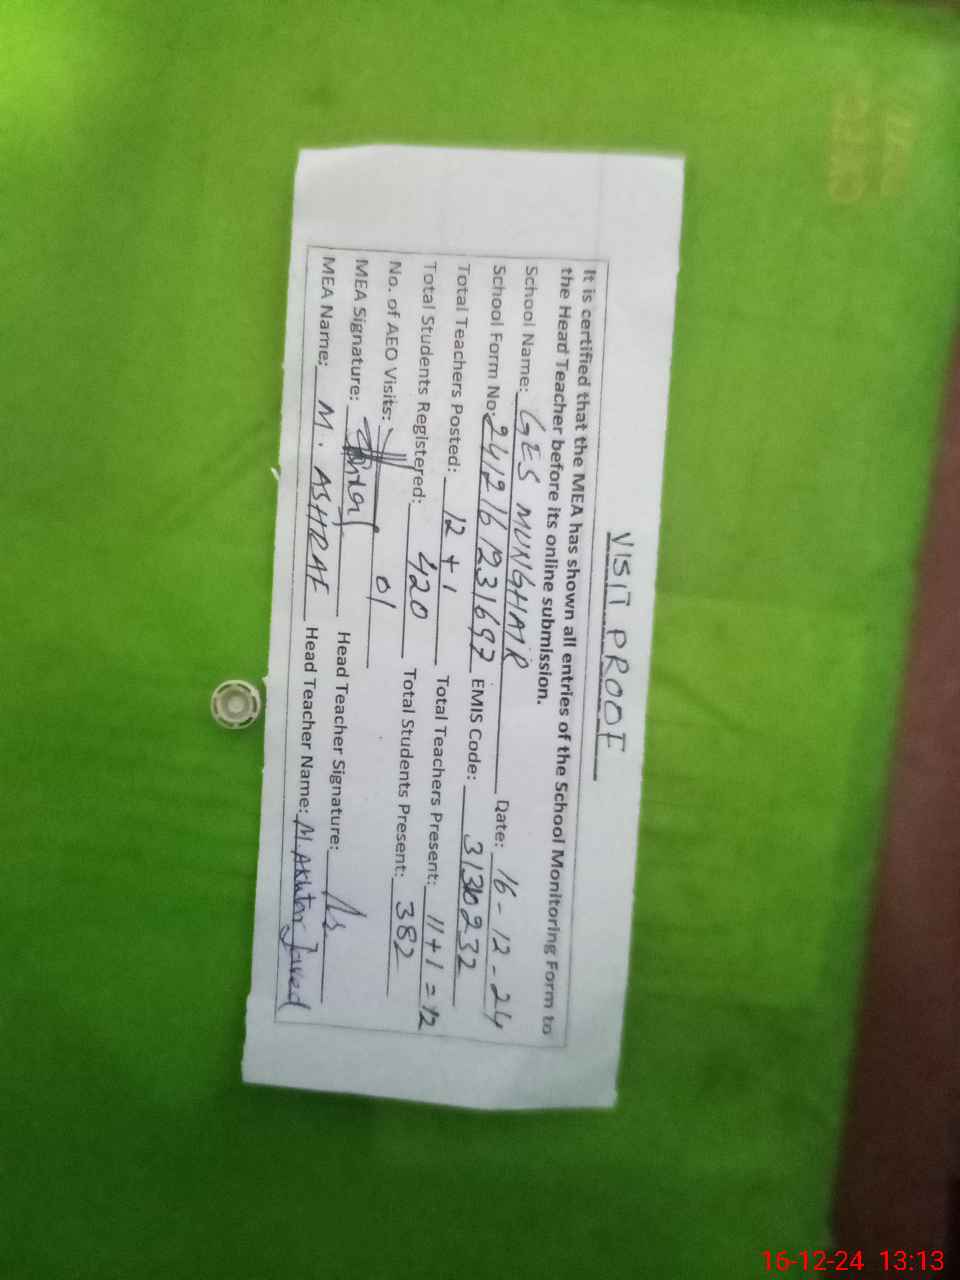 VISIT PROOF
It is certified that the MEA has shown all entries of the School Monitoring Form to
the Head Teacher before its online submission.
School Name: GES MUNGHAIR Date: 16-12-24
School Form No: 2412161231697 EMIS Code: 31330232
Total Teachers Posted: 12+1 Total Teachers Present: 11+1=12
Total Students Registered: 420 Total Students Present: 382
No. of AEO Visits: 01
MEA Signature: Head Teacher Signature:
MEA Name: M. ASHRAF Head Teacher Name: M. Akhtar Javed
16-12-24 13:13